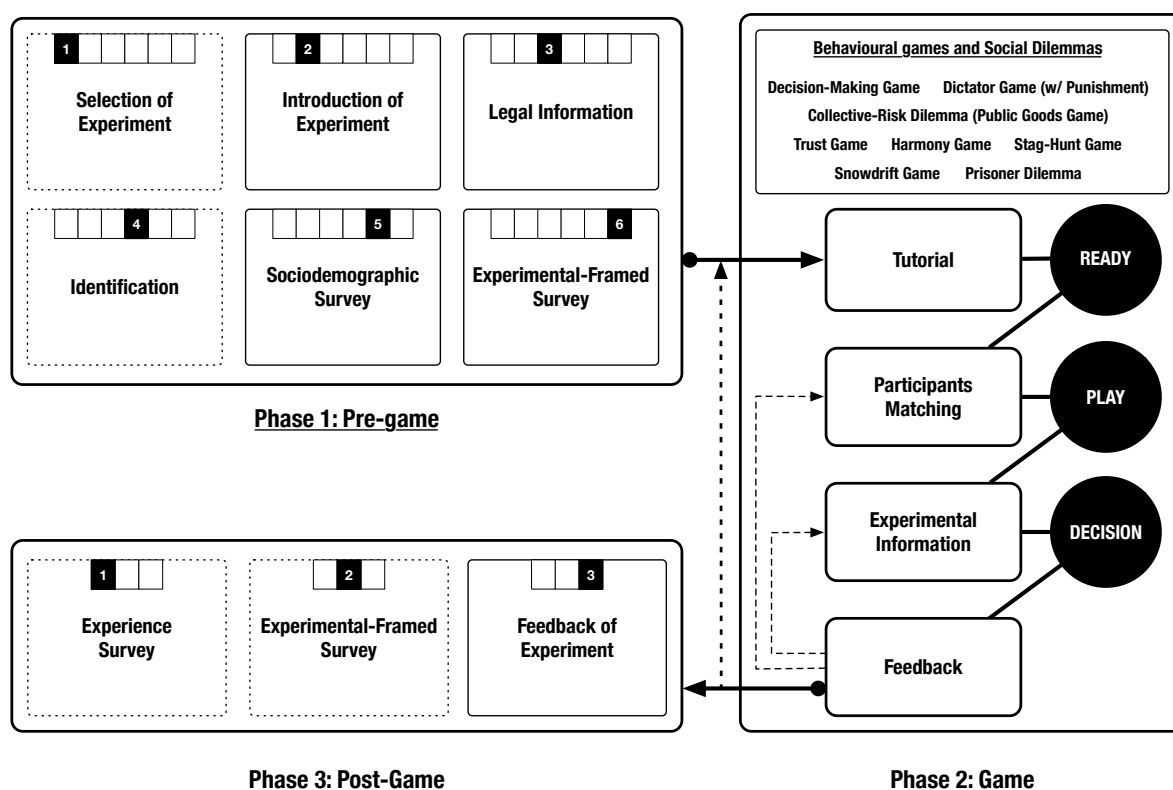 1
Selection of
Experiment
2
Introduction of
Experiment
3
Legal Information
4
Identification
5
Sociodemographic
Survey
6
Experimental-Framed
Survey
Phase 1: Pre-game
Behavioural games and Social Dilemmas
Decision-Making Game Dictator Game (w/ Punishment)
Collective-Risk Dilemma (Public Goods Game)
Trust Game Harmony Game Stag-Hunt Game
Snowdrift Game Prisoner Dilemma
Tutorial
READY
Participants
Matching
PLAY
Experimental
Information
DECISION
Feedback
Phase 2: Game
1
Experience
Survey
2
Experimental-Framed
Survey
3
Feedback of
Experiment
Phase 3: Post-Game